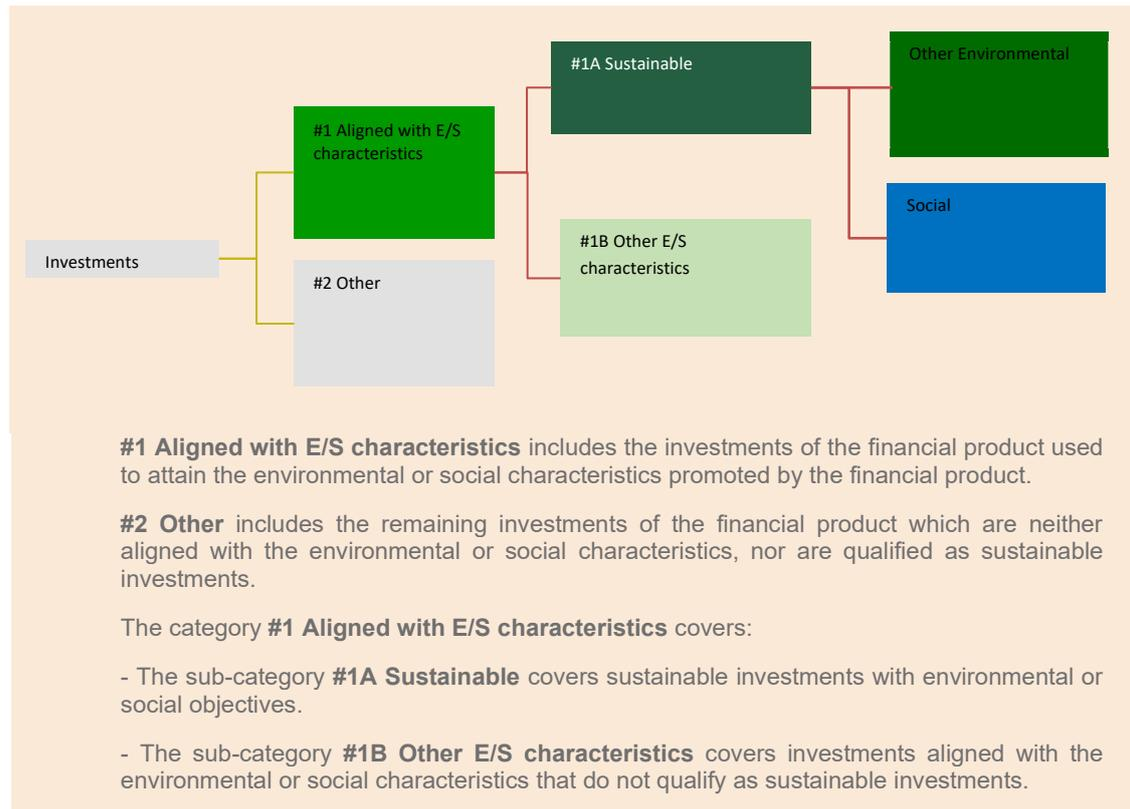 #1A Sustainable
Other Environmental
#1 Aligned with E/S
characteristics
Social
#1B Other E/S
characteristics
Investments
#2 Other
#1 Aligned with E/S characteristics includes the investments of the financial product used
to attain the environmental or social characteristics promoted by the financial product.
#2 Other includes the remaining investments of the financial product which are neither
aligned with the environmental or social characteristics, nor are qualified as sustainable
investments.
The category #1 Aligned with E/S characteristics covers:
- The sub-category #1A Sustainable covers sustainable investments with environmental or
social objectives.
- The sub-category #1B Other E/S characteristics covers investments aligned with the
environmental or social characteristics that do not qualify as sustainable investments.